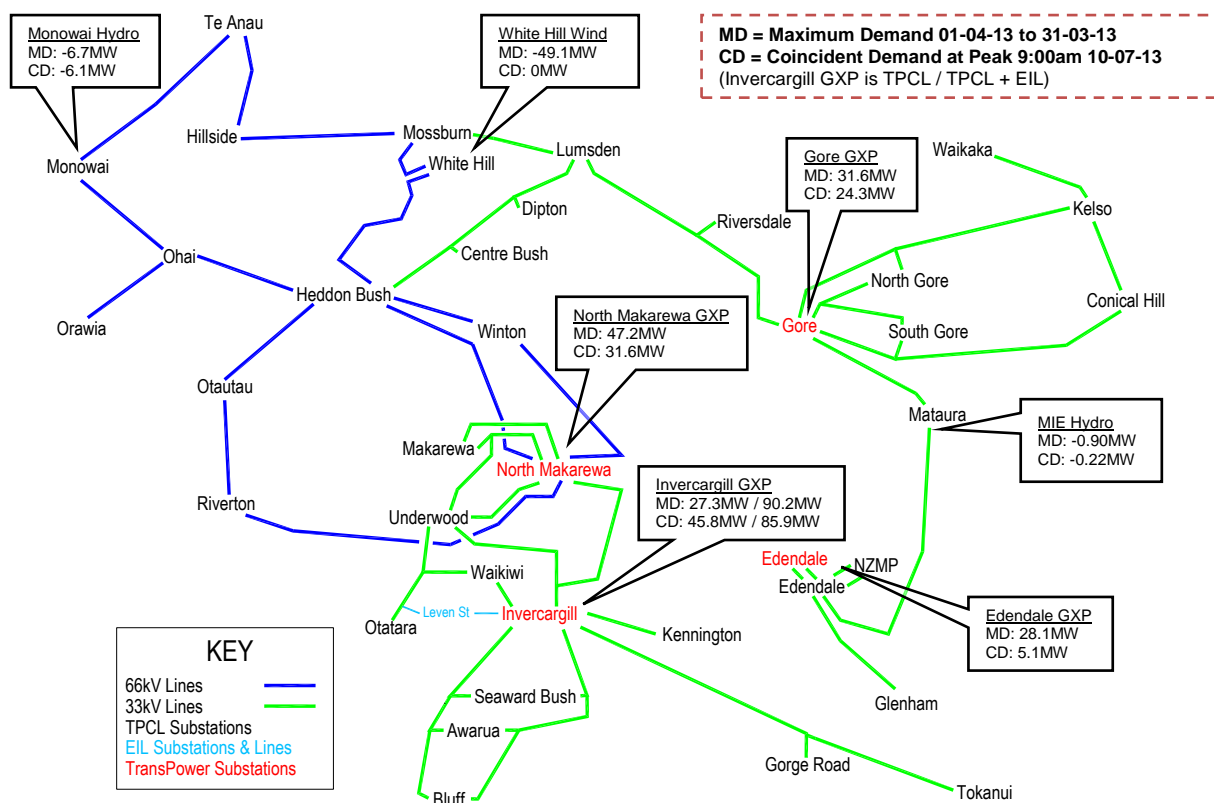 Monowai Hydro
MD: -6.7MW
CD: -6.1MW
Te Anau
White Hill Wind
MD: -49.1MW
CD: 0MW
MD = Maximum Demand 01-04-13 to 31-03-13
CD = Coincident Demand at Peak 9:00am 10-07-13
(Invercargill GXP is TPCL / TPCL + EIL)
Hillside
Mossburn
Lumsden
Monowai
White Hill
Gore GXP
MD: 31.6MW
CD: 24.3MW
Waikaka
Dipton
Riversdale
Kelso
Ohai
Centre Bush
North Gore
Heddon Bush
Conical Hill
Orawia
North Makarewa GXP
MD: 47.2MW
CD: 31.6MW
Gore
South Gore
Winton
Otautau
Mataura
MIE Hydro
MD: -0.90MW
CD: -0.22MW
Makarewa
North Makarewa
Invercargill GXP
MD: 27.3MW / 90.2MW
CD: 45.8MW / 85.9MW
Riverton
Underwood
Edendale
NZMP
Edendale
Waikiwi
Leven St
Invercargill
Otatara
Kennington
Edendale GXP
MD: 28.1MW
CD: 5.1MW
KEY
66kV Lines
33kV Lines
TPCL Substations
EIL Substations & Lines
TransPower Substations
Seaward Bush
Glenham
Awarua
Gorge Road
Tokanui
Bluff